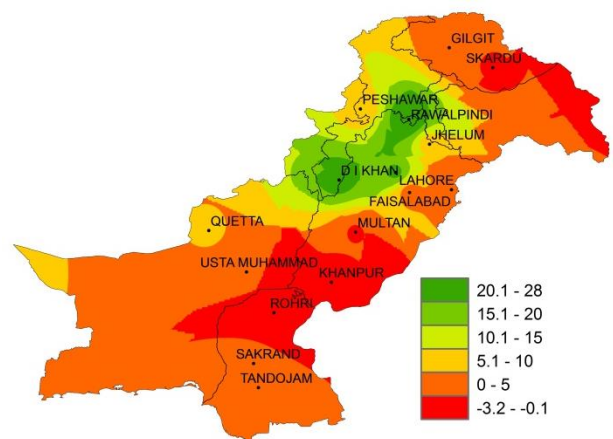 GILGIT
SKARDU
PESHAWAR
RAWALPINDI
JHELUM
D I KHAN
LAHORE
FAISALABAD
QUETTA
MULTAN
USTA MUHAMMAD
KHANPUR
ROHRI
SAKRAND
TANDOJAM
20.1 - 28
15.1 - 20
10.1 - 15
5.1 - 10
0 - 5
-3.2 - -0.1